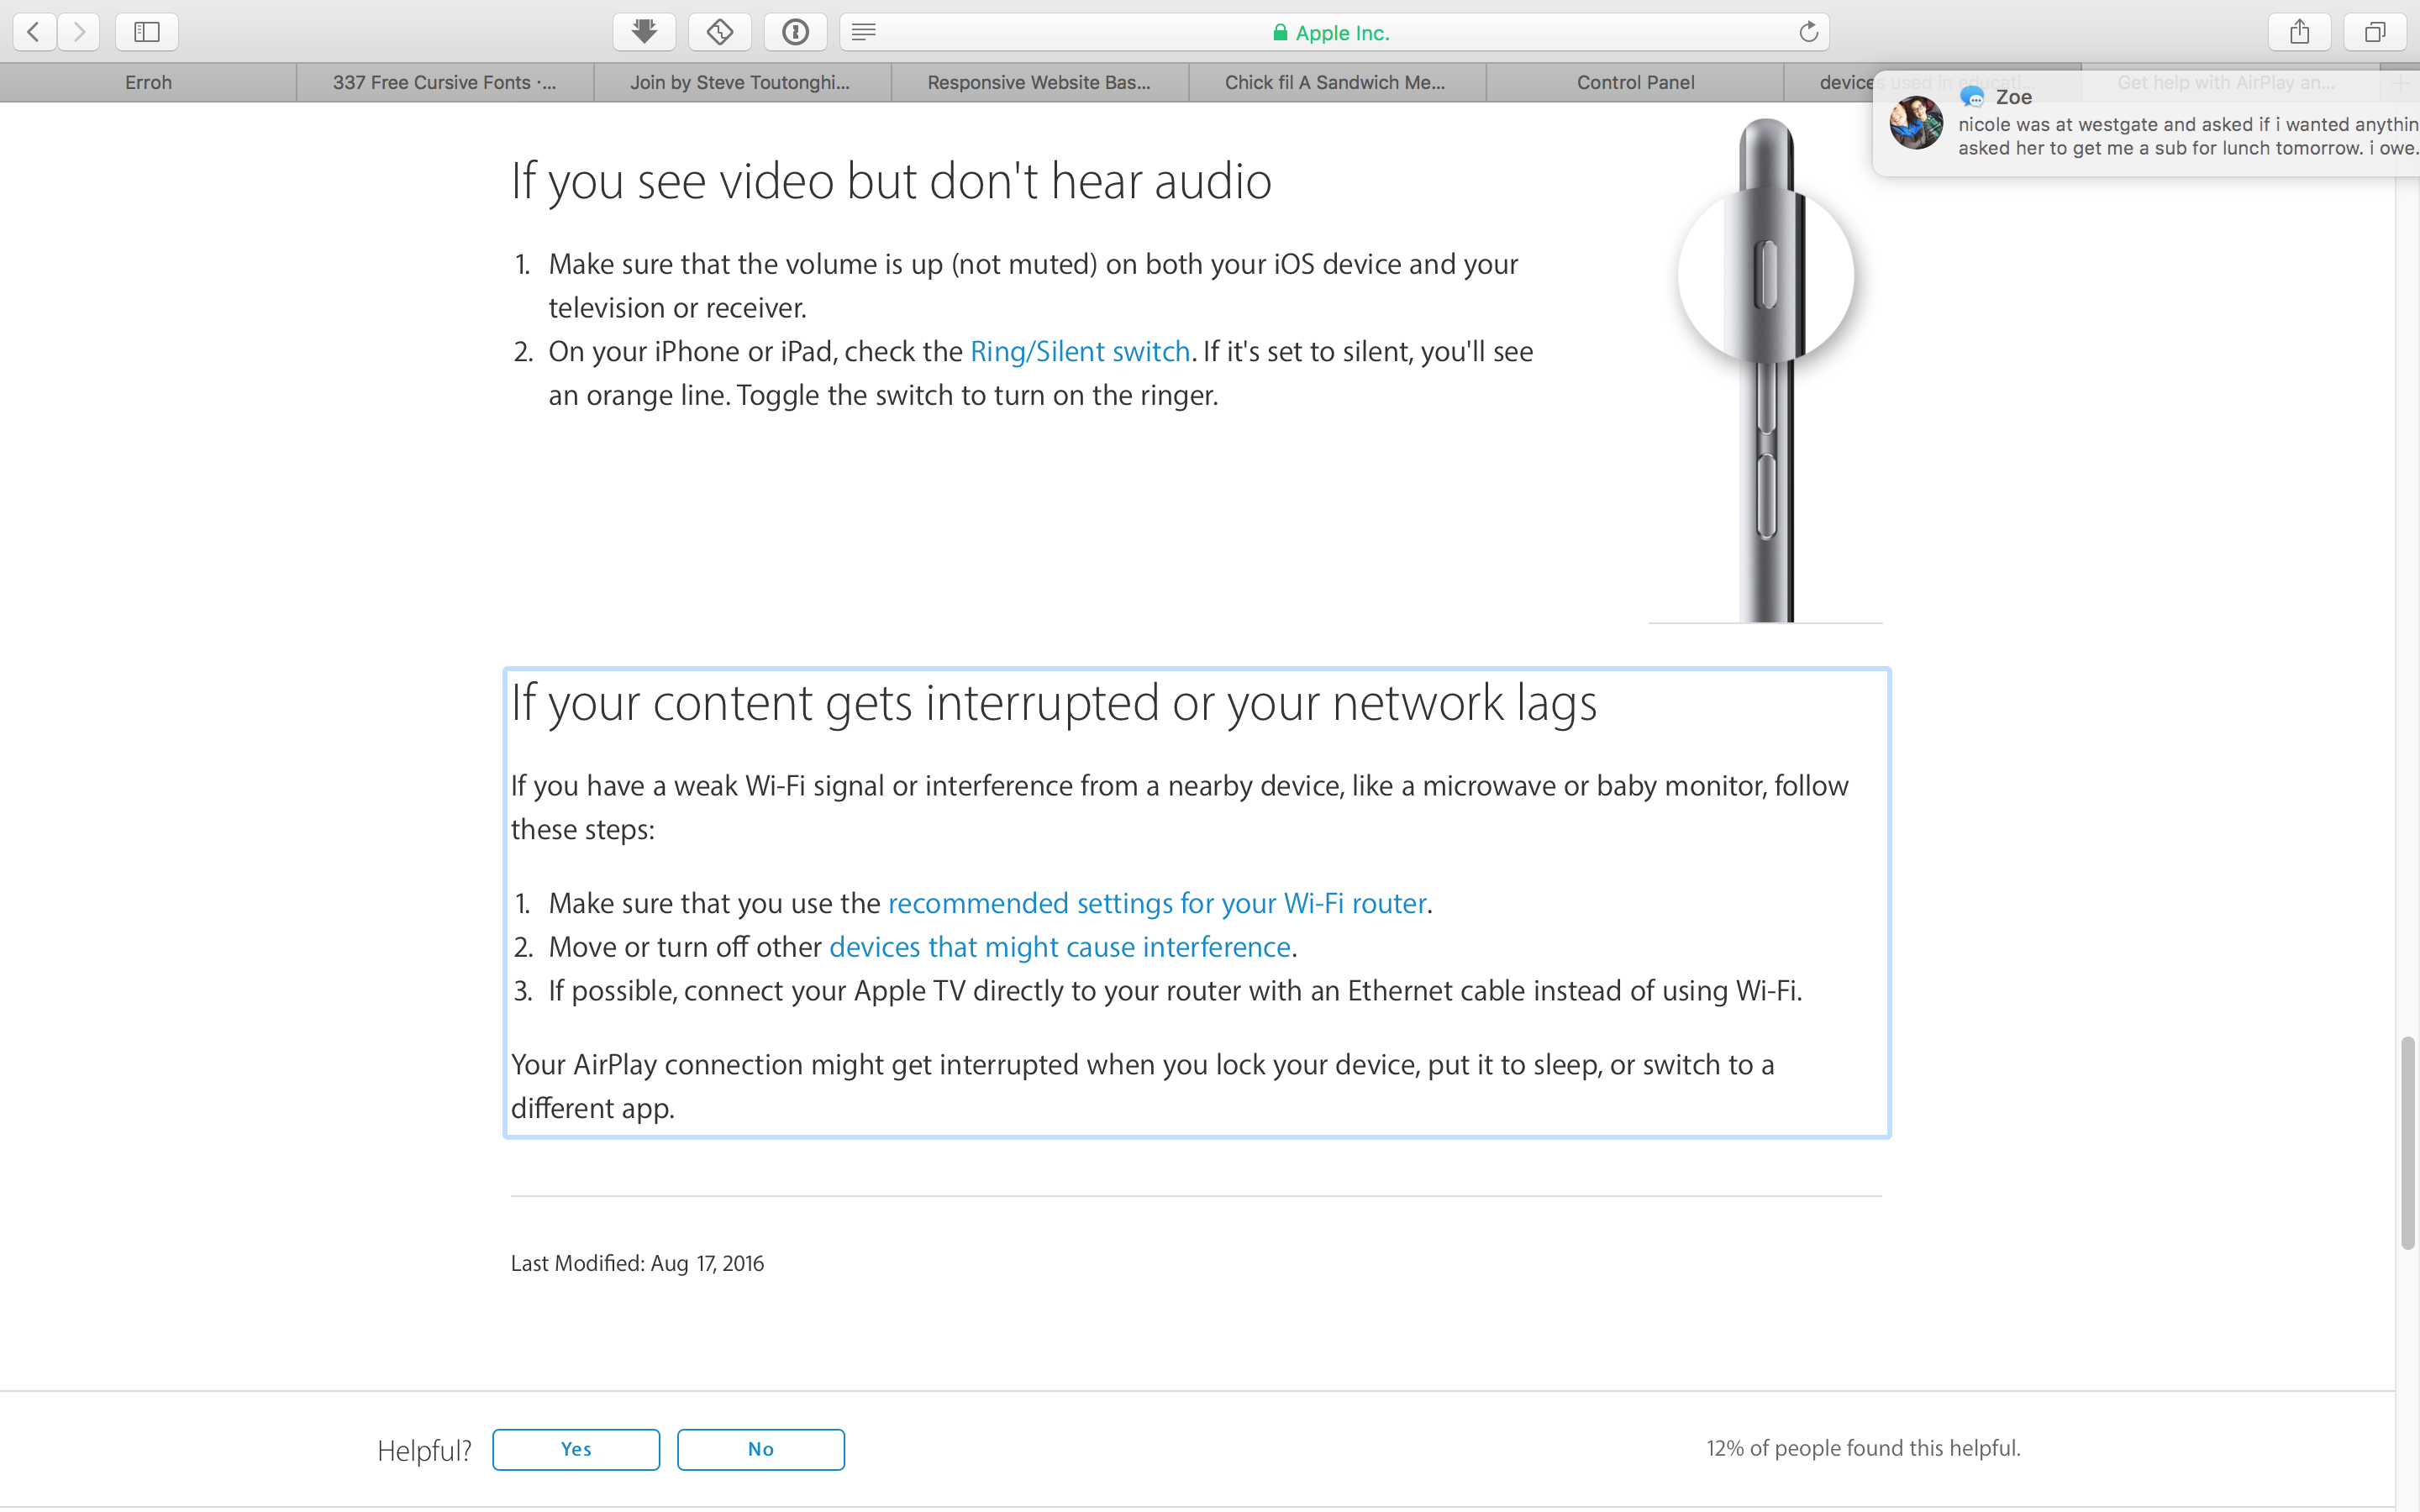 Apple Inc.
Erroh
337 Free Cursive Fonts ·...
Join by Steve Toutonghi...
Responsive Website Bas...
Chick fil A Sandwich Me...
Control Panel
devices used in educati...
Get help with AirPlay an...
Zoe
nicole was at westgate and asked if i wanted anythin
asked her to get me a sub for lunch tomorrow. i owe.
If you see video but don't hear audio
1. Make sure that the volume is up (not muted) on both your iOS device and your
television or receiver.
2. On your iPhone or iPad, check the Ring/Silent switch. If it's set to silent, you'll see
an orange line. Toggle the switch to turn on the ringer.
If your content gets interrupted or your network lags
If you have a weak Wi-Fi signal or interference from a nearby device, like a microwave or baby monitor, follow
these steps:
1. Make sure that you use the recommended settings for your Wi-Fi router.
2. Move or turn off other devices that might cause interference.
3. If possible, connect your Apple TV directly to your router with an Ethernet cable instead of using Wi-Fi.
Your AirPlay connection might get interrupted when you lock your device, put it to sleep, or switch to a
different app.
Last Modified: Aug 17, 2016
Helpful?
Yes
No
12% of people found this helpful.